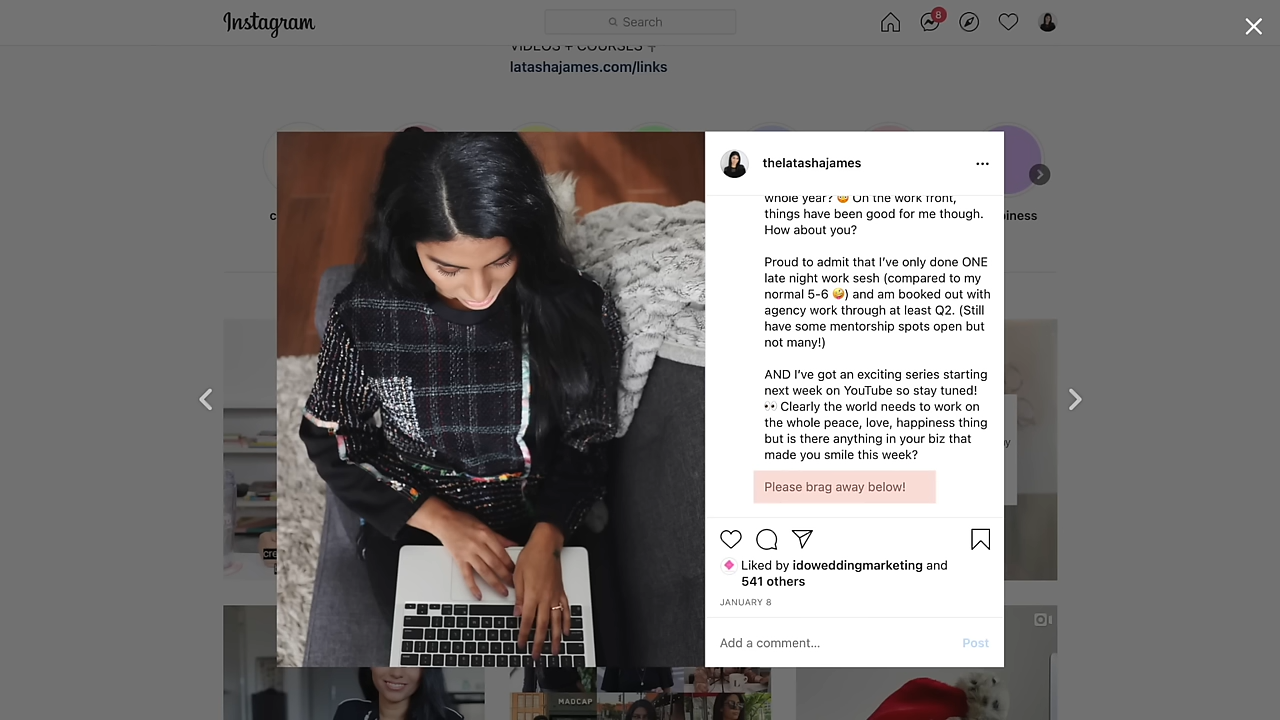 Instagram
Search
8
VIDEOS + COURSES
latashajames.com/links
thelatashajames
whole year? 😳 On the work front,
things have been good for me though.
How about you?
Proud to admit that I’ve only done ONE
late night work sesh (compared to my
normal 5-6 🤪) and am booked out with
agency work through at least Q2. (Still
have some mentorship spots open but
not many!)
AND I’ve got an exciting series starting
next week on YouTube so stay tuned!
👀 Clearly the world needs to work on
the whole peace, love, happiness thing
but is there anything in your biz that
made you smile this week?
Please brag away below!
Liked by idoweddingmarketing and
541 others
JANUARY 8
Add a comment...
Post
MADCAP